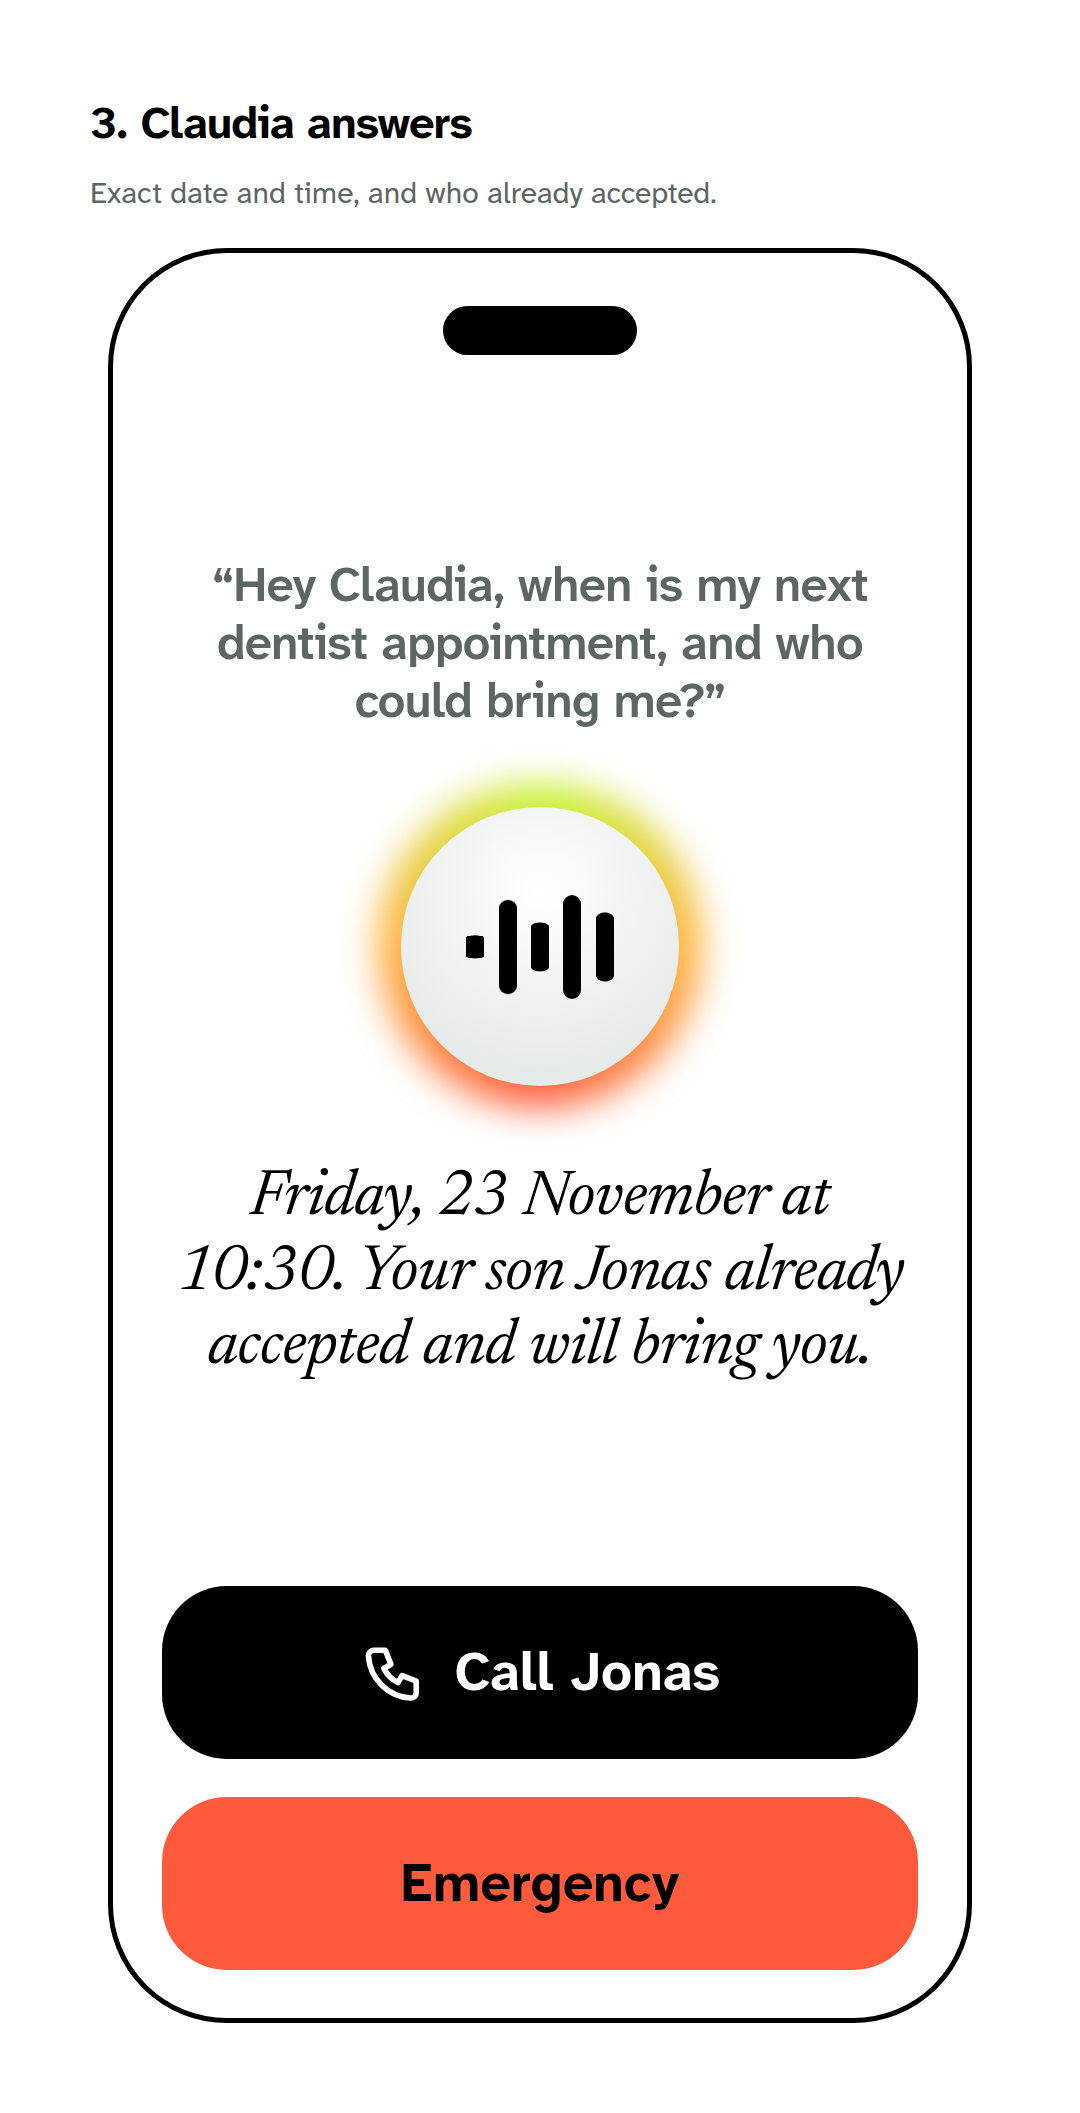 3. Claudia answers
Exact date and time, and who already accepted.
“Hey Claudia, when is my next
dentist appointment, and who
could bring me?”
Friday, 23 November at
10:30. Your son Jonas already
accepted and will bring you.
Call Jonas
Emergency